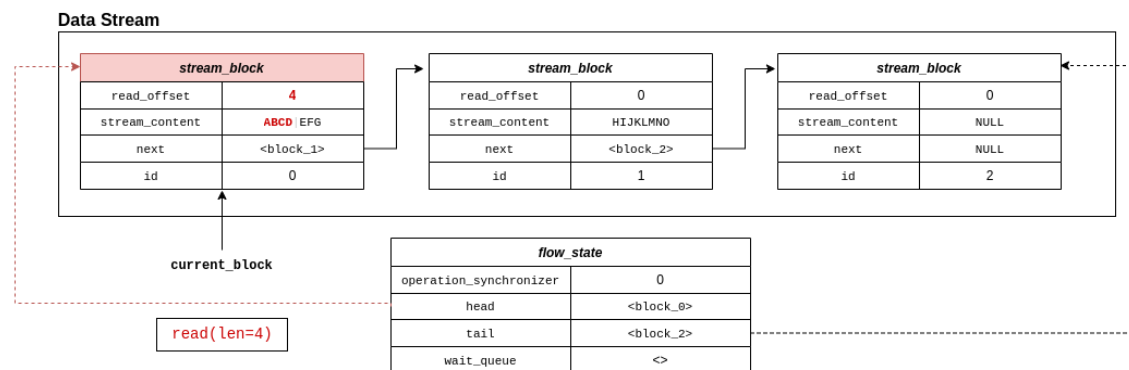 Data Stream
stream_block stream_block stream_block
read_offset 4 read_offset 0 read_offset 0
stream_content ABCD|EFG stream_content HIJKLMNO stream_content NULL
next <block_1> next <block_2> next NULL
id 0 id 1 id 2
flow_state
current_block
operation_synchronizer 0
head <block_0>
read(len=4)
tail <block_2>
wait_queue <>